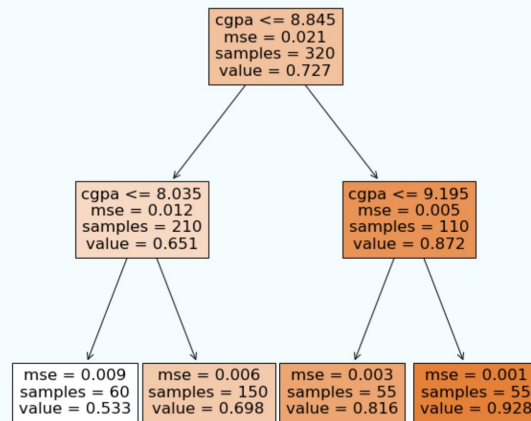 cgpa <= 8.845
mse = 0.021
samples = 320
value = 0.727
cgpa <= 8.035
mse = 0.012
samples = 210
value = 0.651
cgpa <= 9.195
mse = 0.005
samples = 110
value = 0.872
mse = 0.009
samples = 60
value = 0.533
mse = 0.006
samples = 150
value = 0.698
mse = 0.003
samples = 55
value = 0.816
mse = 0.001
samples = 55
value = 0.928